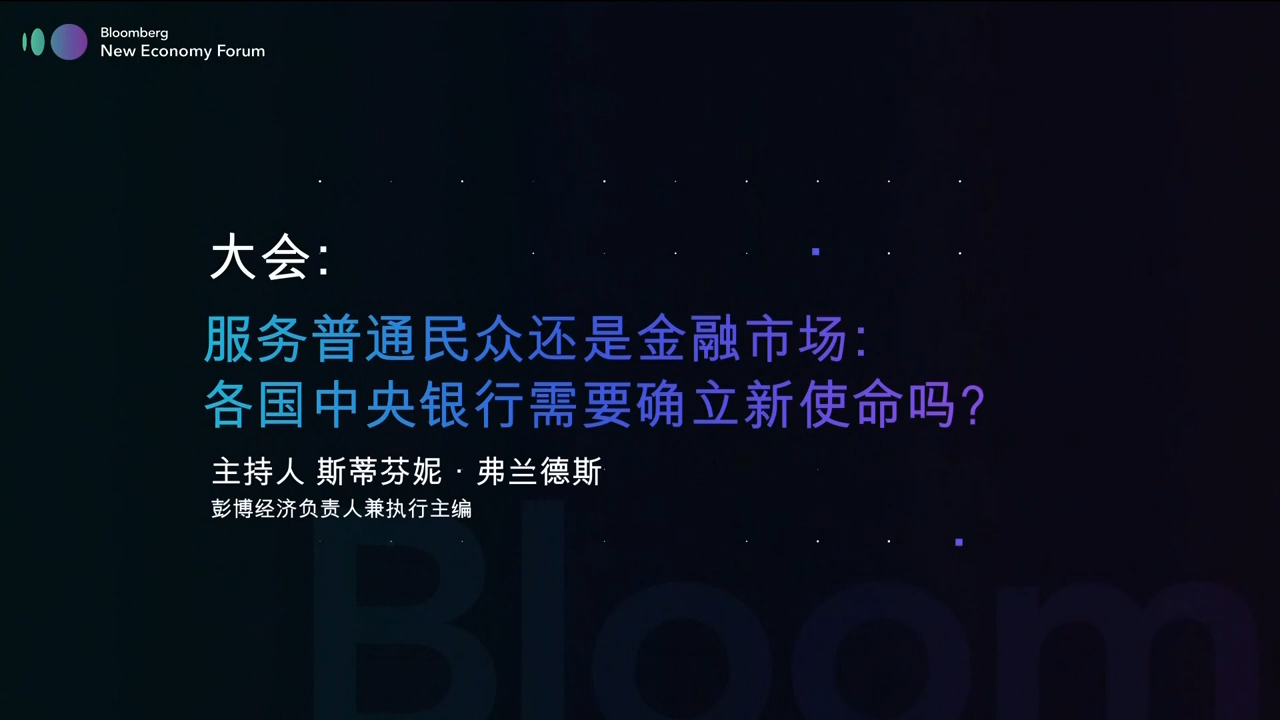 Bloomberg
New Economy Forum
大会：
服务普通民众还是金融市场：
各国中央银行需要确立新使命吗？
主持人 斯蒂芬妮 · 弗兰德斯
彭博经济负责人兼执行主编
Bloom